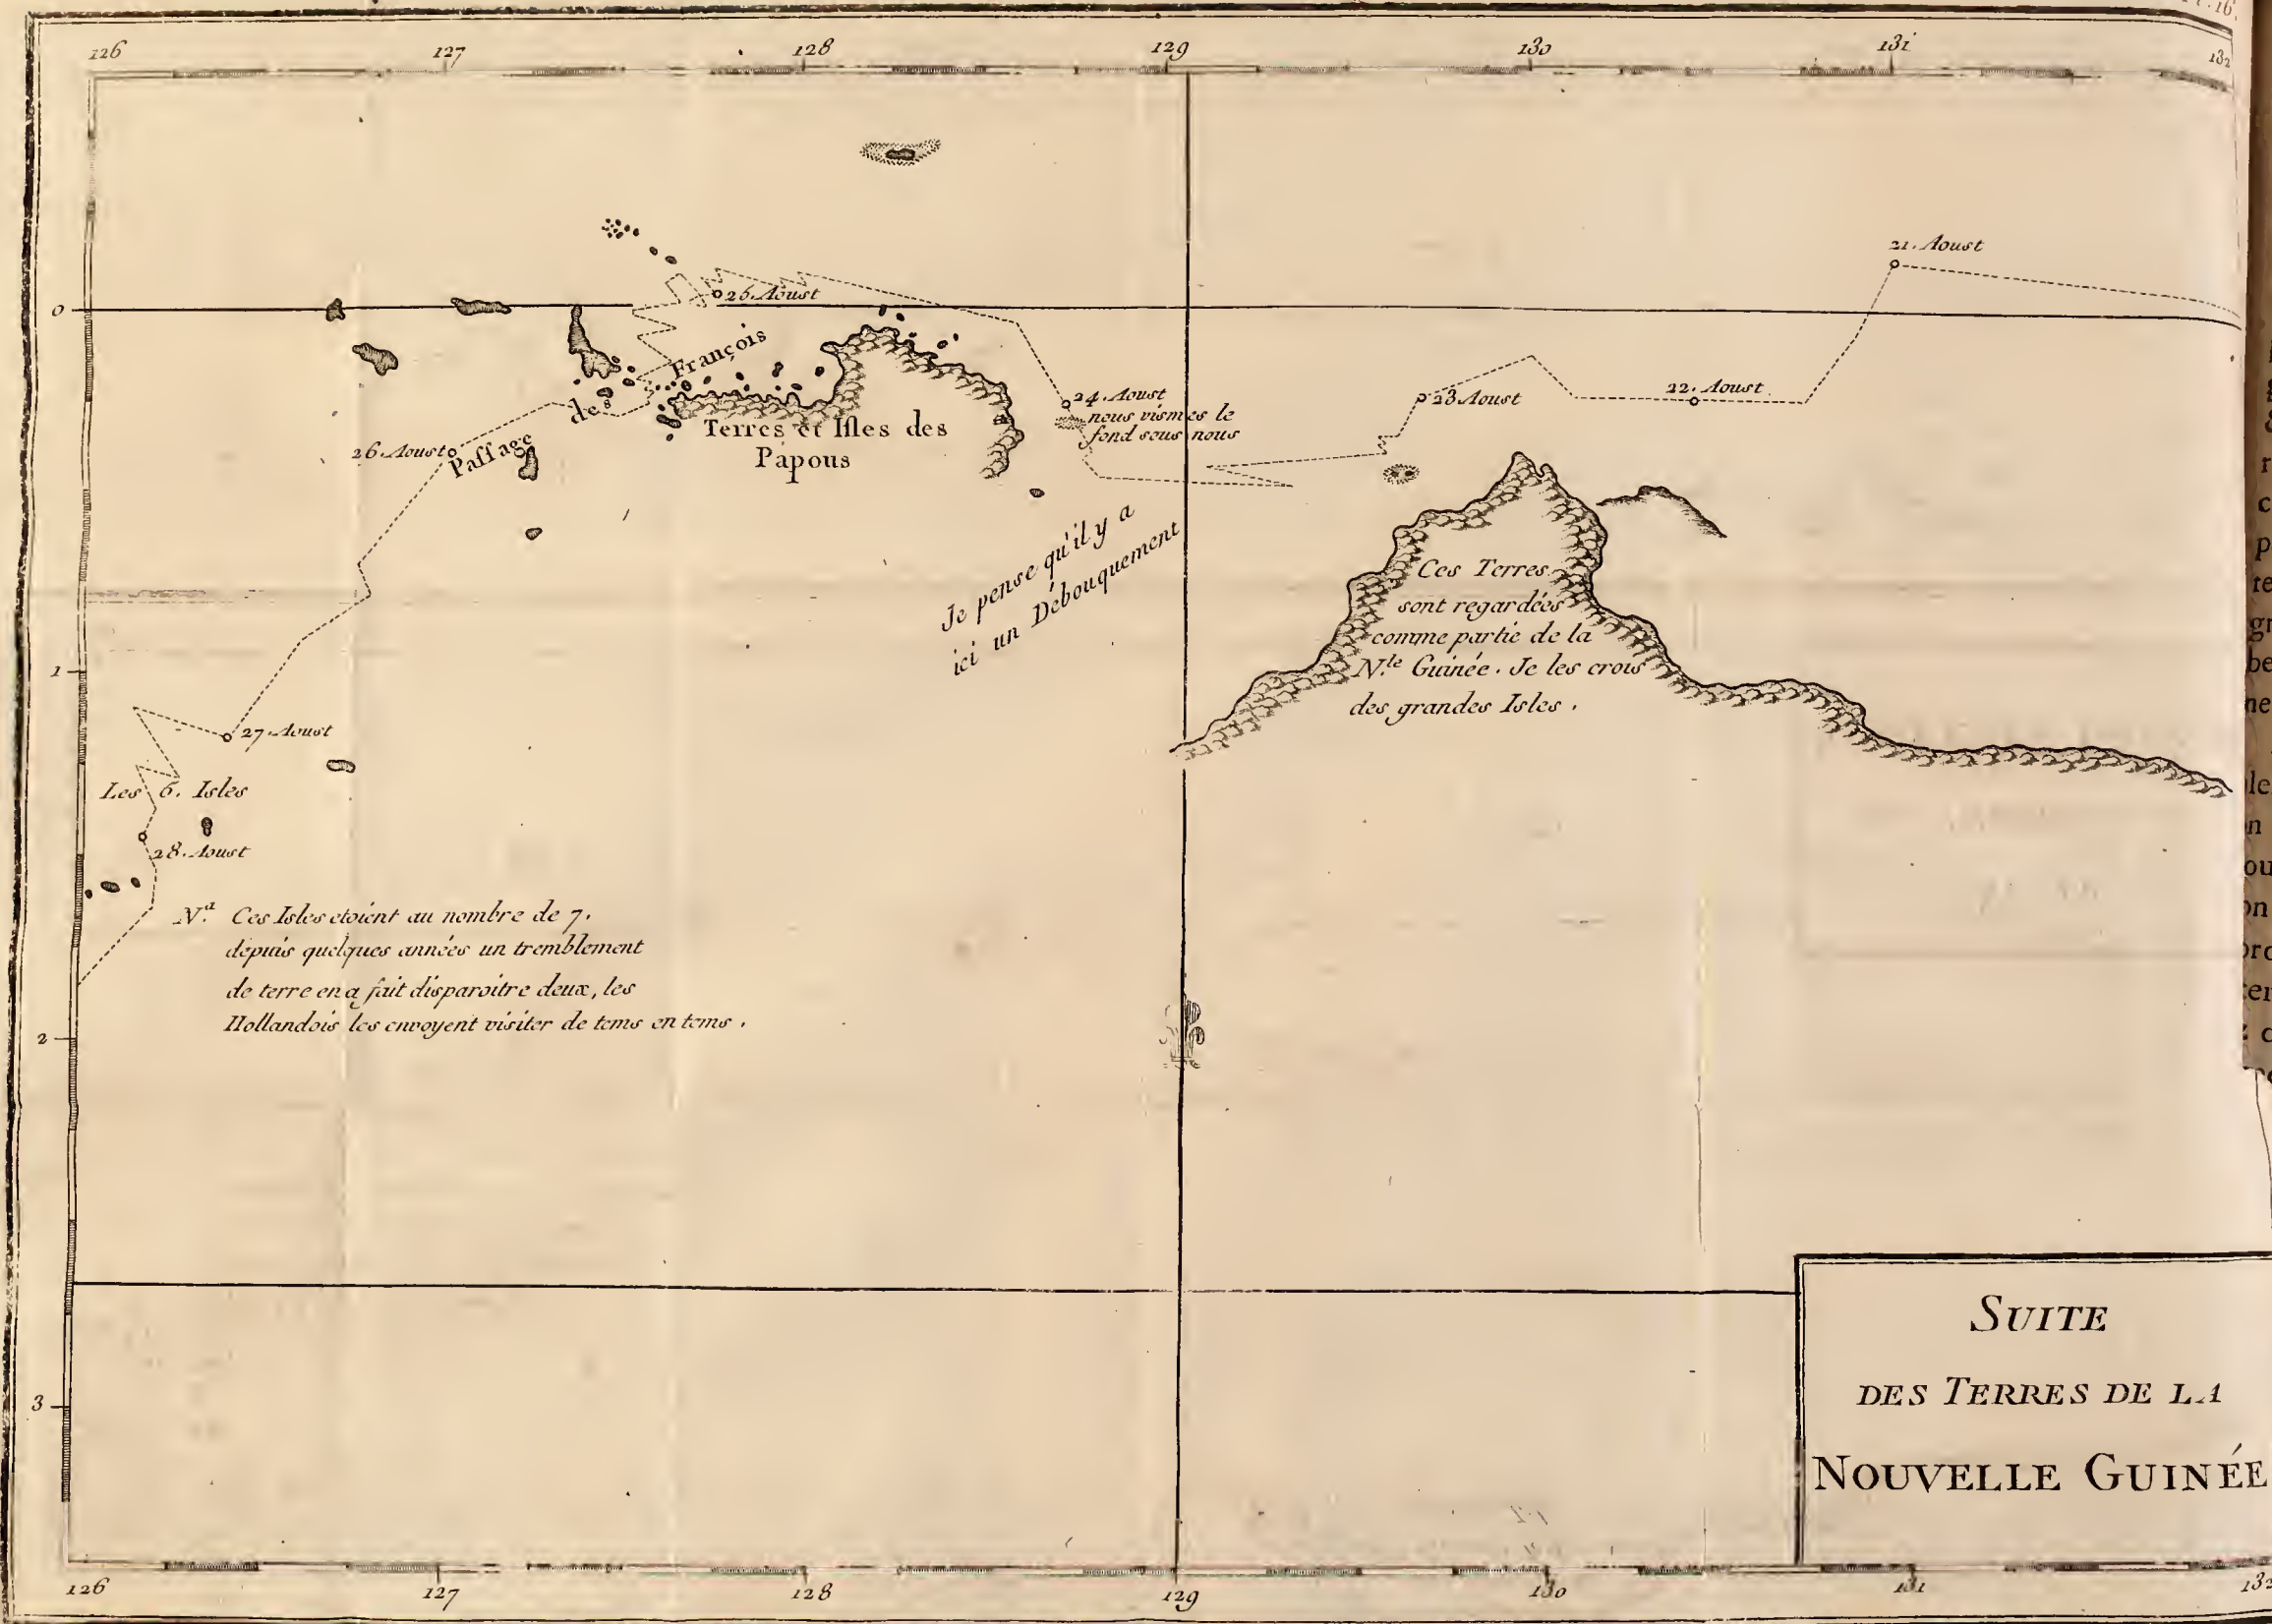 126 127 128 129 130 131 132
21. Aoust
0
25. Aoust
François
des
Passage
24. Aoust
nous vismes le
fond sous nous
23 Aoust
22. Aoust
Terres et Isles des
Papous
26. Aoust
Je pense qu'il y a
ici un Débouquement
Ces Terres
sont regardées
comme partie de la
N.le Guinée. Je les crois
des grandes Isles.
1
27. Aoust
Les 6. Isles
28. Aoust
N.a Ces Isles etoient au nombre de 7.
depuis quelques années un tremblement
de terre en a fait disparoitre deux, les
Hollandois les envoyent visiter de tems en tems.
2
3
SUITE
DES TERRES DE LA
NOUVELLE GUINÉE
126 127 128 129 130 131 132